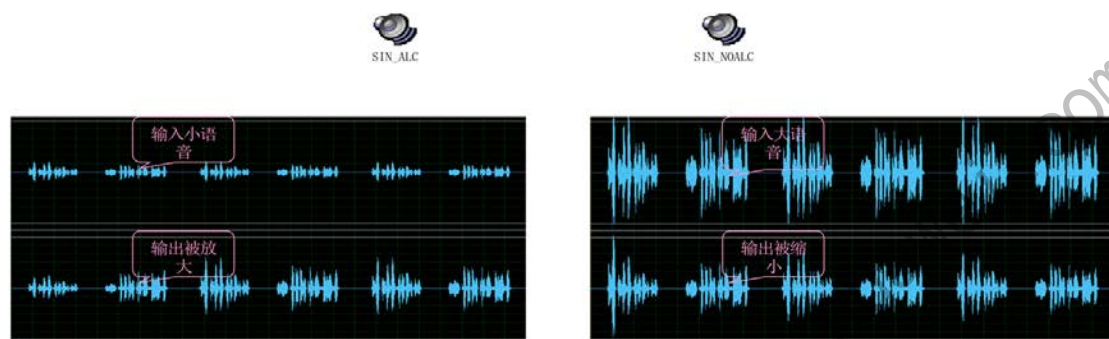 SIN_ALC
SIN_NOALC
输入小语
音
输出被放
大
输入大语
音
输出被缩
小